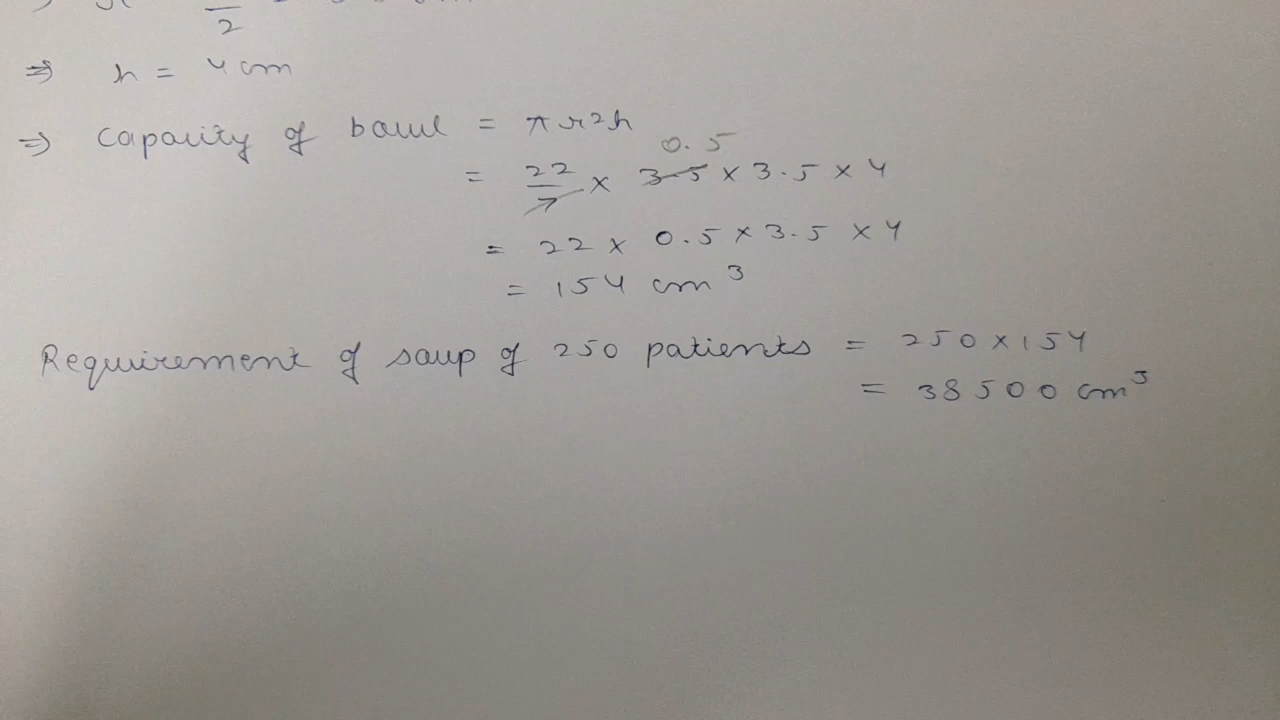 2
⇒ h = 4 cm
⇒ Capacity of bowl = πr2h
0.5
= 22/7 × 3.5 × 3.5 × 4
= 22 × 0.5 × 3.5 × 4
= 154 cm³
Requirement of soup of 250 patients = 250 × 154
= 38500 cm³